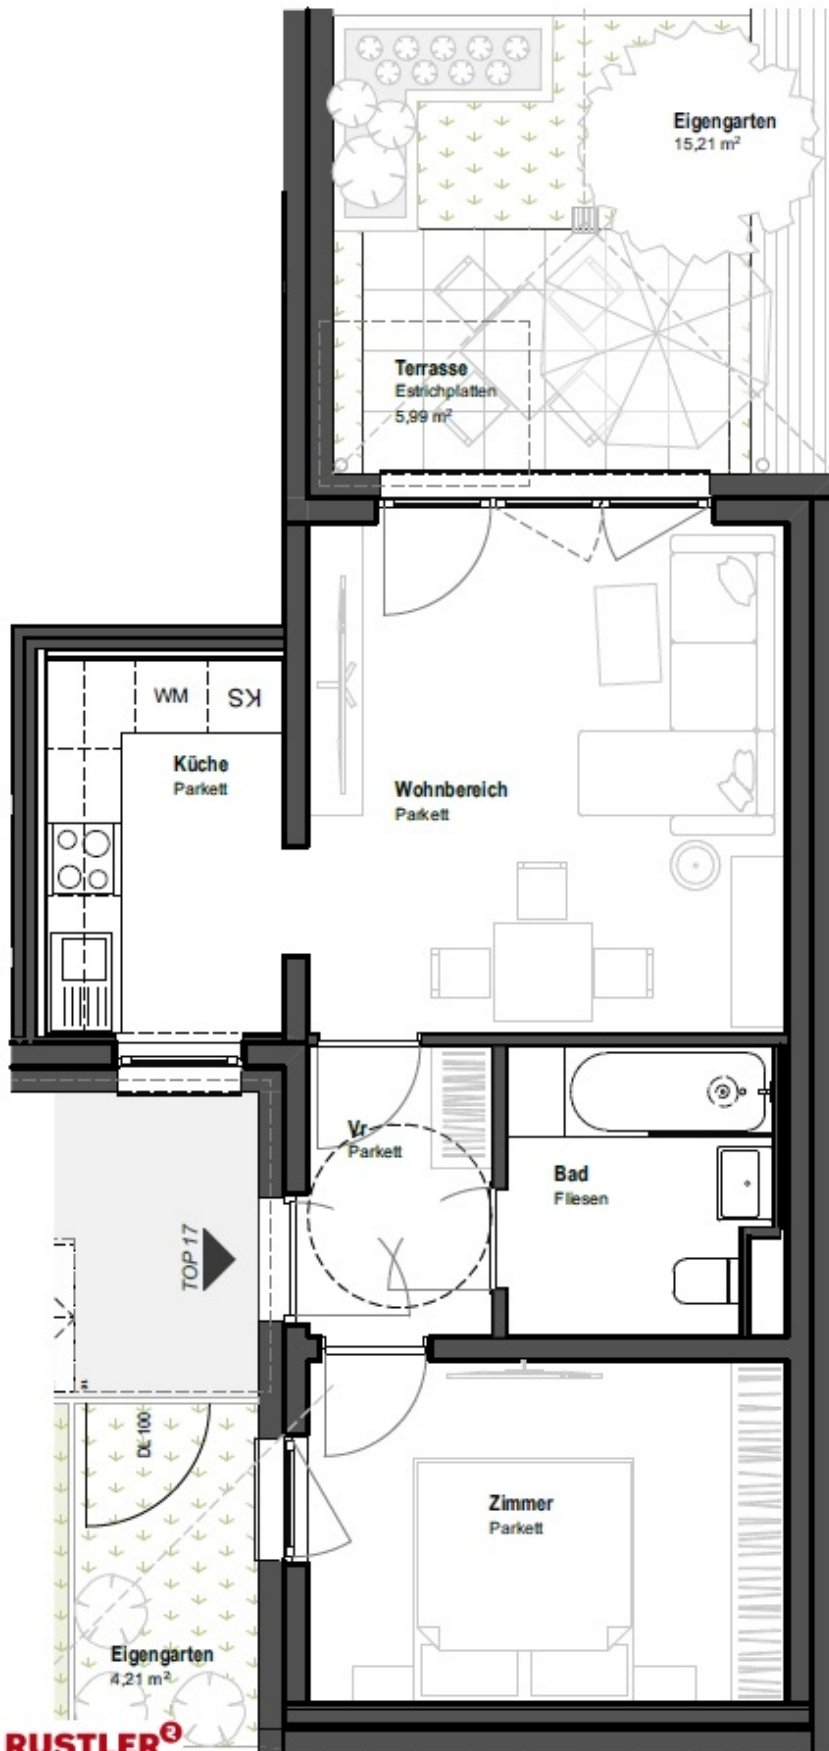 Eigengarten
15,21 m²
Terrasse
Estrichplatten
5,99 m²
WM
KS
Küche
Parkett
Wohnbereich
Parkett
Vr
Parkett
Bad
Fliesen
TOP 17
DL 100
Zimmer
Parkett
Eigengarten
4,21 m²
RUSTLER